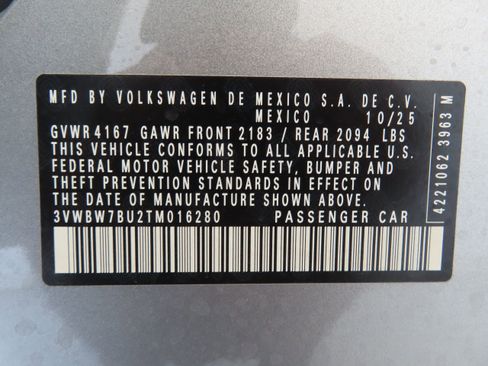 MFD BY VOLKSWAGEN DE MEXICO S.A. DE C.V.
MEXICO 10/25
GVWR 4167 GAWR FRONT 2183 / REAR 2094 LBS
THIS VEHICLE CONFORMS TO ALL APPLICABLE U.S.
FEDERAL MOTOR VEHICLE SAFETY, BUMPER AND
THEFT PREVENTION STANDARDS IN EFFECT ON
THE DATE OF MANUFACTURE SHOWN ABOVE.
3VWBW7BU2TM016280 PASSENGER CAR
4221062 3963 M